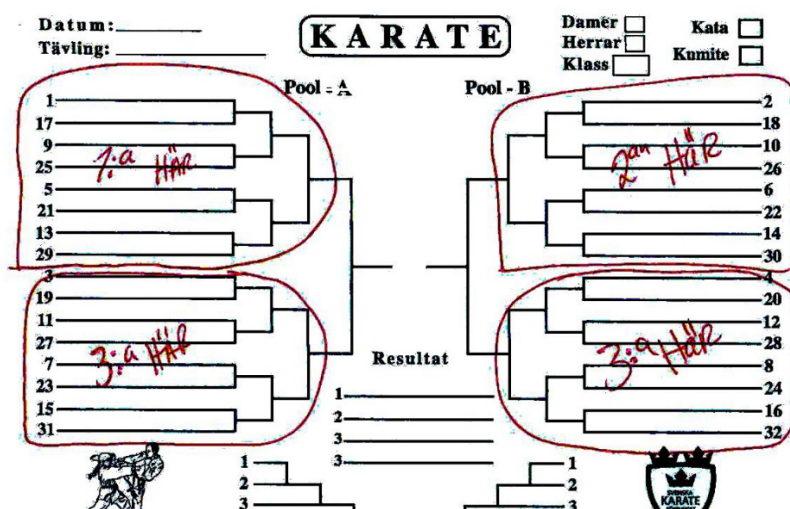 Datum:
KARATE
Damer
Kata
Tävling:
Herrar
Kumite
Klass
Pool - A
Pool - B
1
2
17
18
9
10
1:a HÄR
2an HÄR
25
26
5
6
21
22
13
14
29
30
3
4
19
20
11
12
27
28
3:a HÄR
3:a HÄR
7
8
Resultat
23
24
1
15
16
2
31
32
3
3
1
1
2
2
3
3
SVENSKA
KARATE